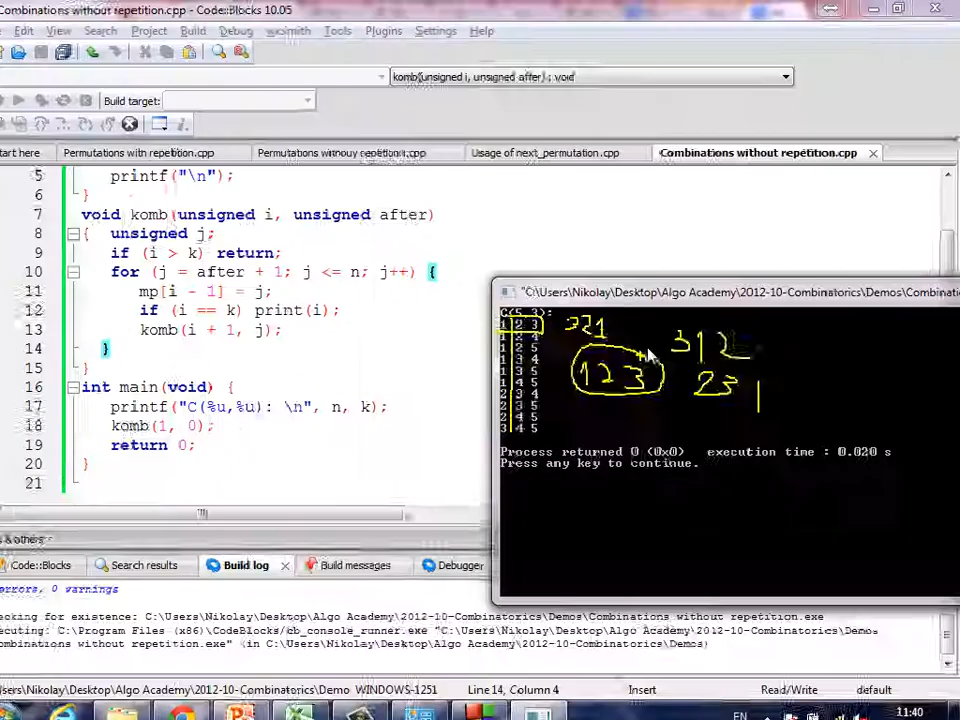 Combinations without repetition.cpp - Code::Blocks 10.05
Edit View Search Project Build Debug wxSmith Tools Plugins Settings Help
komb(unsigned i, unsigned after) : void
Build target:
tart here Permutations with repetition.cpp Permutations withouy repetition.cpp Usage of next_permutation.cpp Combinations without repetition.cpp
5 printf("\n");
6 }
7 void komb(unsigned i, unsigned after)
8 { unsigned j;
9 if (i > k) return;
10 for (j = after + 1; j <= n; j++) {
11 mp[i - 1] = j;
12 if (i == k) print(i);
13 komb(i + 1, j);
14 }
15 }
16 int main(void) {
17 printf("C(%u,%u): \n", n, k);
18 komb(1, 0);
19 return 0;
20 }
21
"C:\Users\Nikolay\Desktop\Algo Academy\2012-10-Combinatorics\Demos\Combinatio
C(5,3):
1 2 3
1 2 4
1 2 5
1 3 4
1 3 5
1 4 5
2 3 4
2 3 5
2 4 5
3 4 5
321
123
312
231
Process returned 0 (0x0) execution time : 0.020 s
Press any key to continue.
& others
Code::Blocks Search results Build log Build messages Debugger
errors, 0 warnings
ecking for existence: C:\Users\Nikolay\Desktop\Algo Academy\2012-10-Combinatorics\Demos\Combinations without repetition.exe
ecuting: C:\Program Files (x86)\CodeBlocks/cb_console_runner.exe "C:\Users\Nikolay\Desktop\Algo Academy\2012-10-Combinatorics\Demos
ombinations without repetition.exe" (in C:\Users\Nikolay\Desktop\Algo Academy\2012-10-Combinatorics\Demos)
sers\Nikolay\Desktop\Algo Academy\2012-10-Combinatorics\Demo WINDOWS-1251 Line 14, Column 4 Insert Read/Write default
EN 11:40